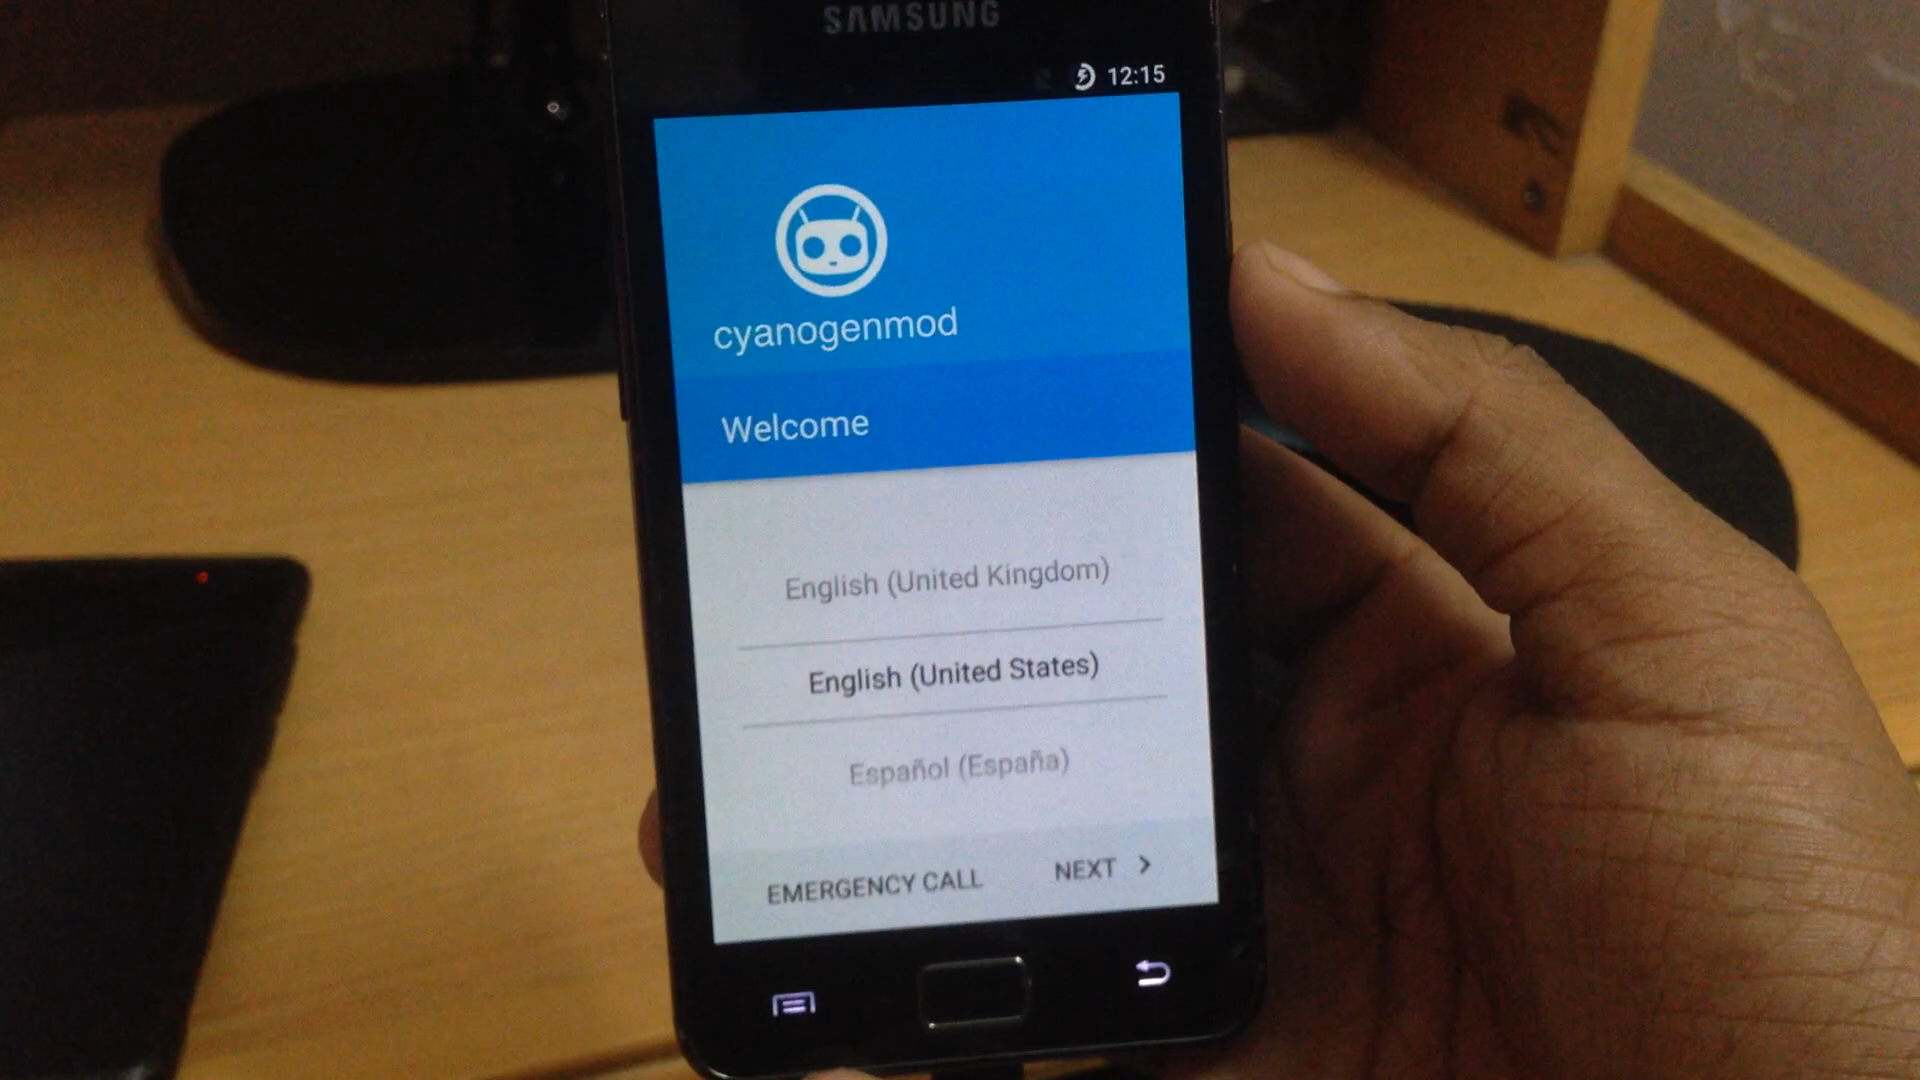 SAMSUNG
12:15
cyanogenmod
Welcome
English (United Kingdom)
English (United States)
Español (España)
EMERGENCY CALL
NEXT